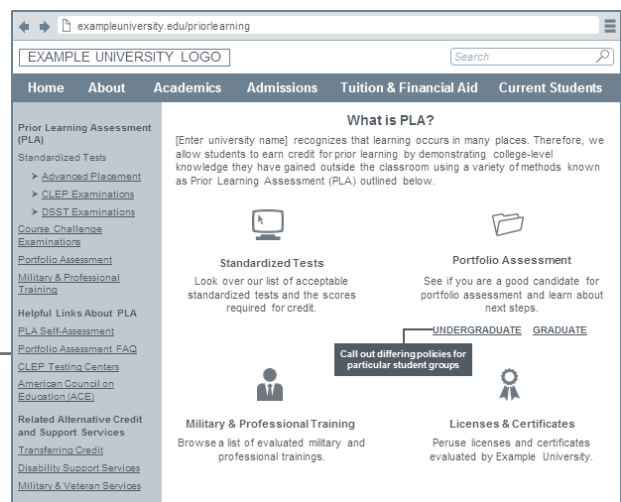 exampleuniversity.edu/priorlearning
EXAMPLE UNIVERSITY LOGO
Search
Home About Academics Admissions Tuition & Financial Aid Current Students
Prior Learning Assessment
(PLA)
Standardized Tests
➤ Advanced Placement
➤ CLEP Examinations
➤ DSST Examinations
Course Challenge
Examinations
Portfolio Assessment
Military & Professional
Training
Helpful Links About PLA
PLA Self-Assessment
Portfolio Assessment FAQ
CLEP Testing Centers
American Council on
Education (ACE)
Related Alternative Credit
and Support Services
Transferring Credit
Disability Support Services
Military & Veteran Services
What is PLA?
[Enter university name] recognizes that learning occurs in many places. Therefore, we
allow students to earn credit for prior learning by demonstrating college-level
knowledge they have gained outside the classroom using a variety of methods known
as Prior Learning Assessment (PLA) outlined below.
Standardized Tests
Look over our list of acceptable
standardized tests and the scores
required for credit.
Portfolio Assessment
See if you are a good candidate for
portfolio assessment and learn about
next steps.
UNDERGRADUATE GRADUATE
Call out differing policies for
particular student groups
Military & Professional Training
Browse a list of evaluated military and
professional trainings.
Licenses & Certificates
Peruse licenses and certificates
evaluated by Example University.